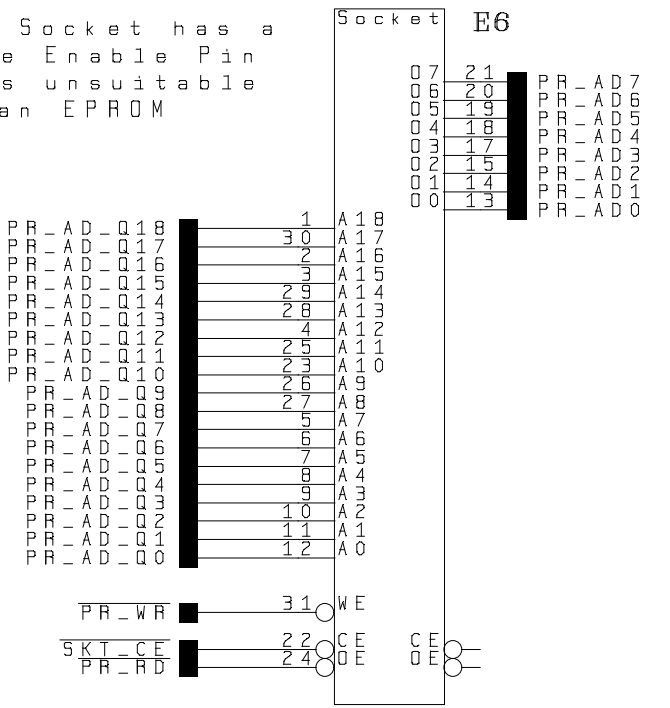 Socket has a
e Enable Pin
s unsuitable
an EPROM
Socket
E6
O7 21 PR_AD7
O6 20 PR_AD6
O5 19 PR_AD5
O4 18 PR_AD4
O3 17 PR_AD3
O2 15 PR_AD2
O1 14 PR_AD1
O0 13 PR_AD0
PR_AD_Q18 1 A18
PR_AD_Q17 30 A17
PR_AD_Q16 2 A16
PR_AD_Q15 3 A15
PR_AD_Q14 29 A14
PR_AD_Q13 28 A13
PR_AD_Q12 4 A12
PR_AD_Q11 25 A11
PR_AD_Q10 23 A10
PR_AD_Q9 26 A9
PR_AD_Q8 27 A8
PR_AD_Q7 5 A7
PR_AD_Q6 6 A6
PR_AD_Q5 7 A5
PR_AD_Q4 8 A4
PR_AD_Q3 9 A3
PR_AD_Q2 10 A2
PR_AD_Q1 11 A1
PR_AD_Q0 12 A0
PR_WR 31 WE
SKT_CE 22 CE CE
PR_RD 24 OE OE